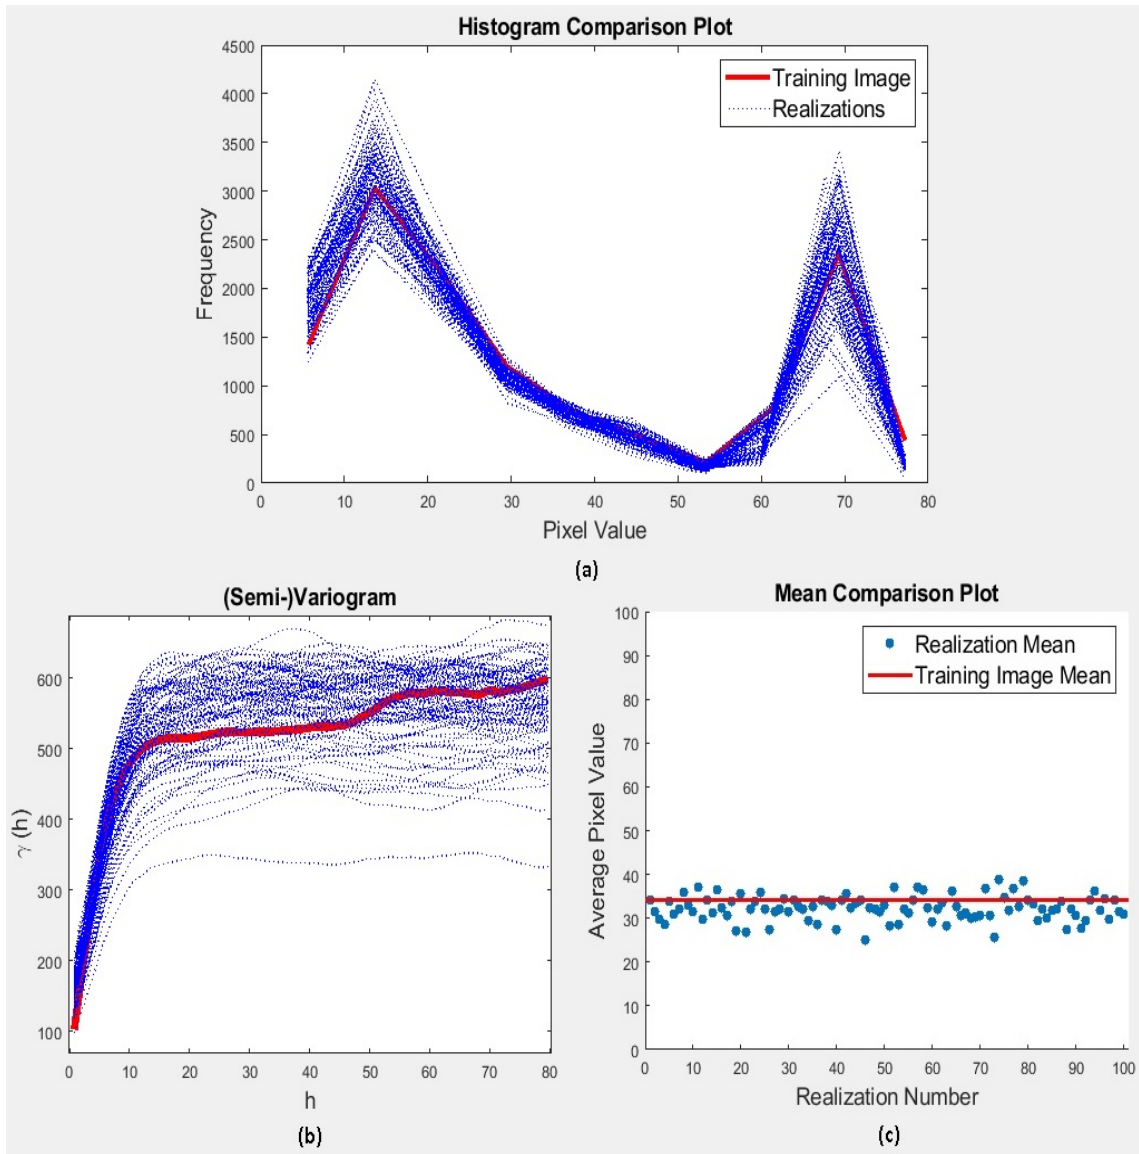 Histogram Comparison Plot
4500
4000
3500
3000
2500
2000
1500
1000
500
0
Frequency
Training Image
Realizations
0 10 20 30 40 50 60 70 80
Pixel Value
(a)
(Semi-)Variogram
600
500
400
300
200
100
γ (h)
0 10 20 30 40 50 60 70 80
h
(b)
Mean Comparison Plot
100
90
80
70
60
50
40
30
20
10
0
Average Pixel Value
Realization Mean
Training Image Mean
0 10 20 30 40 50 60 70 80 90 100
Realization Number
(c)